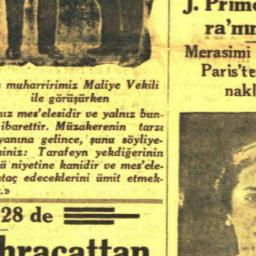 muharririmiz Maliye Vekili
ile görüşürken
mız mes'elesidir ve yalnız bun-
ibarettir. Müzakerenin tarzı
yanına gelince, şunu söyliye-
iniz: Tarafeyn yekdiğerinin
ü niyetine kanidir ve mes'ele-
taç edeceklerini ümit etmek-
28 de
hracattan
J. Prim
ra'nın
Merasimi
Paris'te
nakl